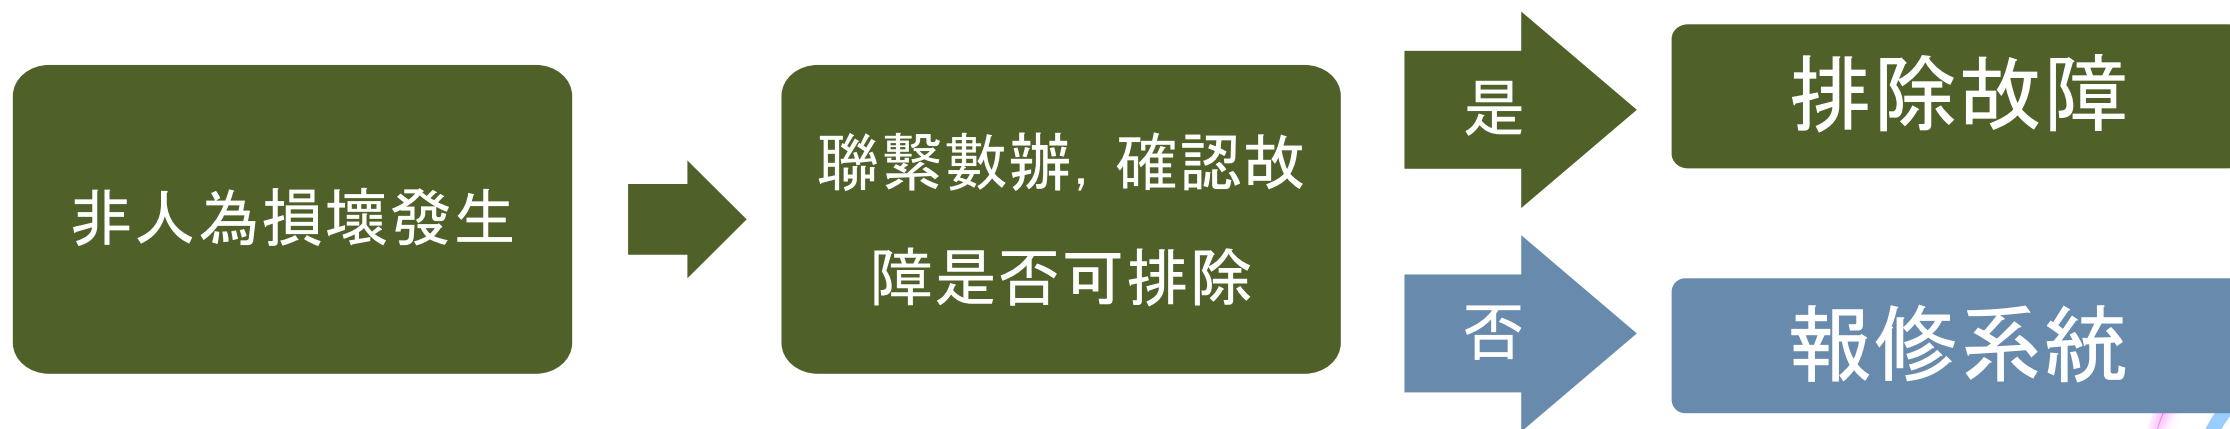 非人為損壞發生
聯繫數辦，確認故
障是否可排除
是
排除故障
否
報修系統